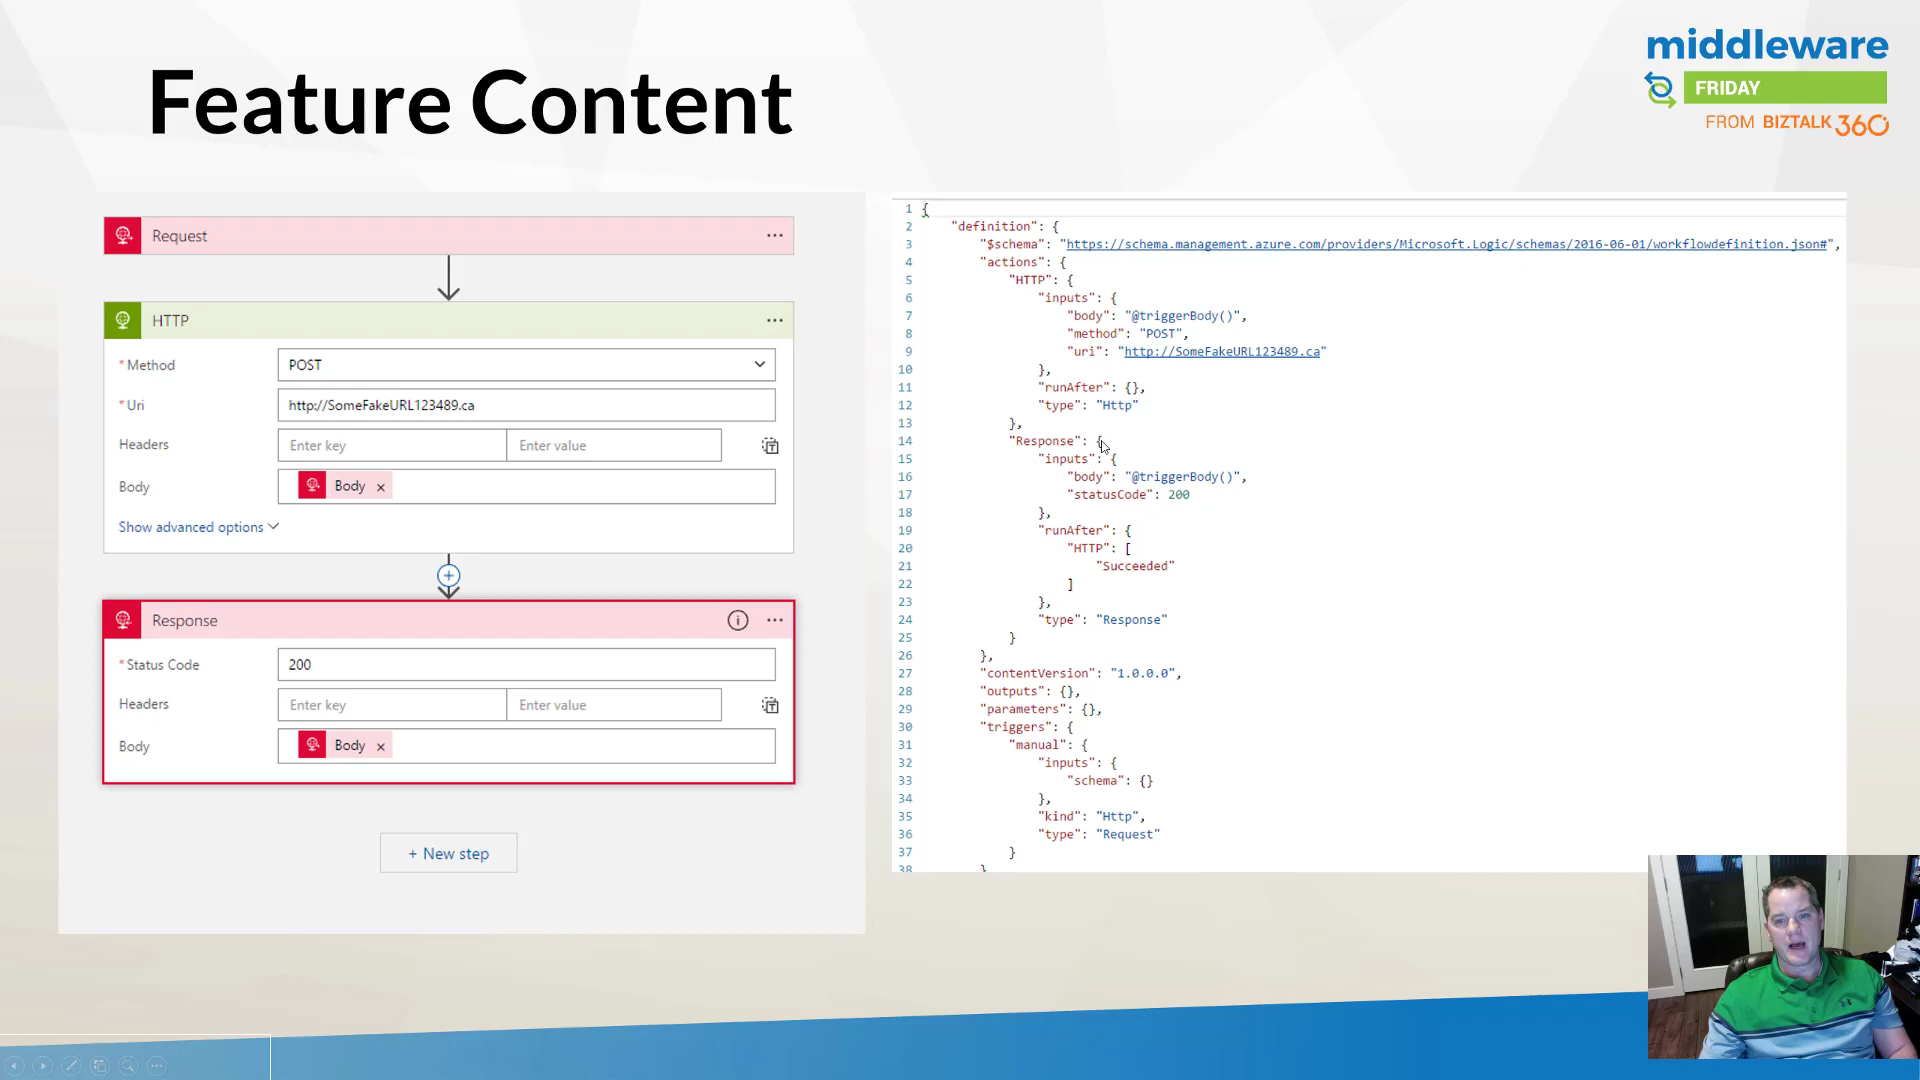 Feature Content
middleware
FRIDAY
FROM BIZTALK 360
Request
HTTP
* Method
POST
* Uri
http://SomeFakeURL123489.ca
Headers
Enter key
Enter value
Body
Body ×
Show advanced options
Response
* Status Code
200
Headers
Enter key
Enter value
Body
Body ×
+ New step
1 {
2 "definition": {
3 "$schema": "https://schema.management.azure.com/providers/Microsoft.Logic/schemas/2016-06-01/workflowdefinition.json#",
4 "actions": {
5 "HTTP": {
6 "inputs": {
7 "body": "@triggerBody()",
8 "method": "POST",
9 "uri": "http://SomeFakeURL123489.ca"
10 },
11 "runAfter": {},
12 "type": "Http"
13 },
14 "Response": {
15 "inputs": {
16 "body": "@triggerBody()",
17 "statusCode": 200
18 },
19 "runAfter": {
20 "HTTP": [
21 "Succeeded"
22 ]
23 },
24 "type": "Response"
25 }
26 },
27 "contentVersion": "1.0.0.0",
28 "outputs": {},
29 "parameters": {},
30 "triggers": {
31 "manual": {
32 "inputs": {
33 "schema": {}
34 },
35 "kind": "Http",
36 "type": "Request"
37 }
38 }